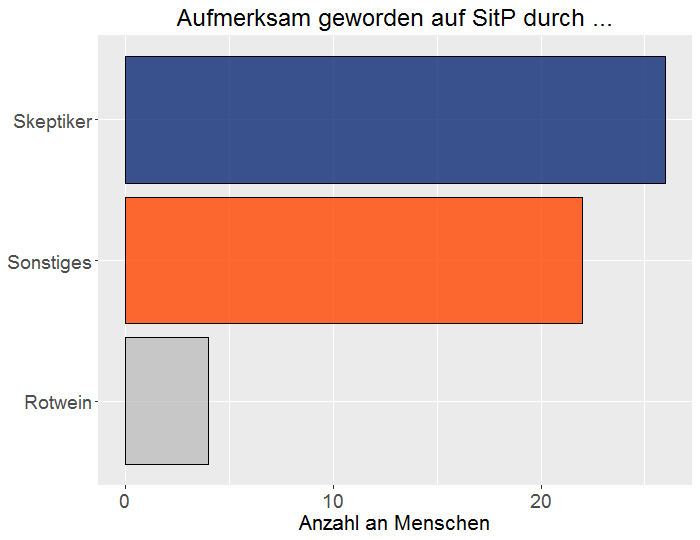 Aufmerksam geworden auf SitP durch ...
Skeptiker
Sonstiges
Rotwein
0 10 20
Anzahl an Menschen